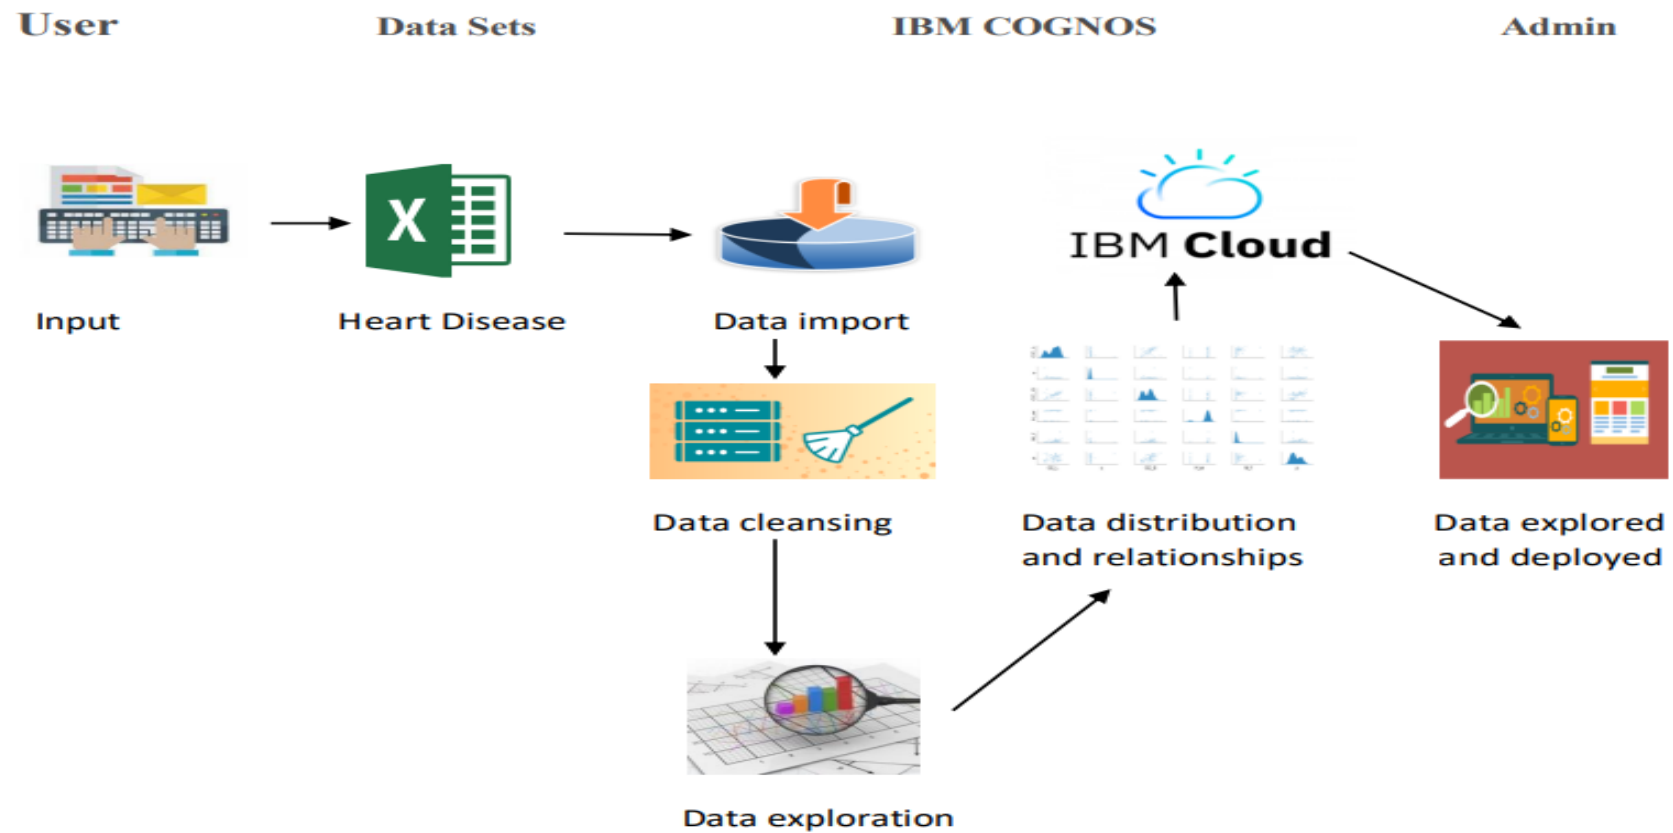 User
Data Sets
IBM COGNOS
Admin
X
IBM Cloud
Input
Heart Disease
Data import
Data cleansing
Data distribution
and relationships
Data explored
and deployed
Data exploration